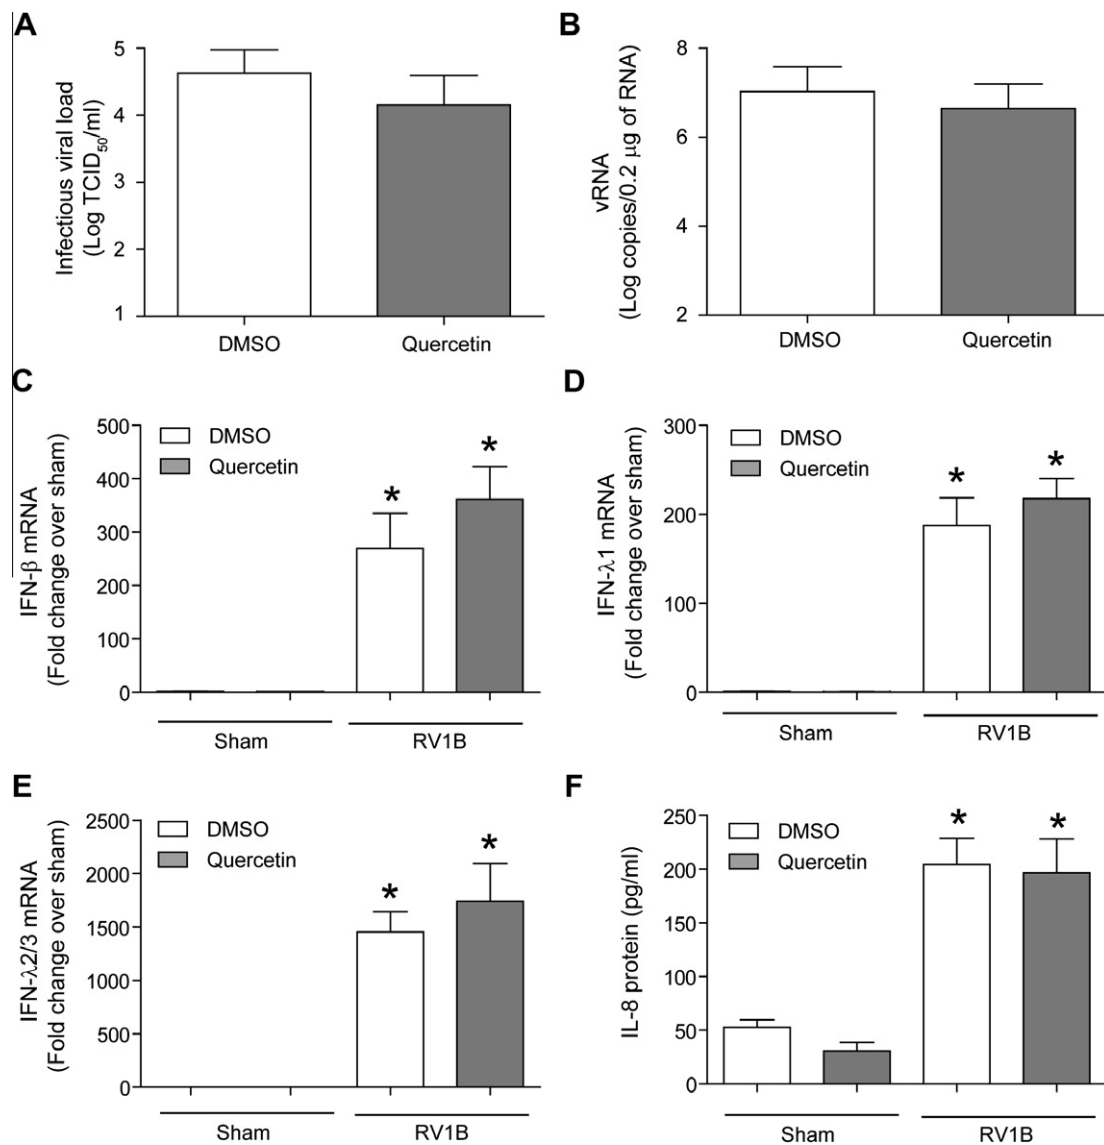 A
Infectious viral load
(Log TCID50/ml)
5
4
3
2
1
DMSO
Quercetin
B
vRNA
(Log copies/0.2 μg of RNA)
8
6
4
2
DMSO
Quercetin
C
IFN-β mRNA
(Fold change over sham)
500
400
300
200
100
0
DMSO
Quercetin
*
*
Sham
RV1B
D
IFN-λ1 mRNA
(Fold change over sham)
300
200
100
0
DMSO
Quercetin
*
*
Sham
RV1B
E
IFN-λ2/3 mRNA
(Fold change over sham)
2500
2000
1500
1000
500
0
DMSO
Quercetin
*
*
Sham
RV1B
F
IL-8 protein (pg/ml)
250
200
150
100
50
0
DMSO
Quercetin
*
*
Sham
RV1B